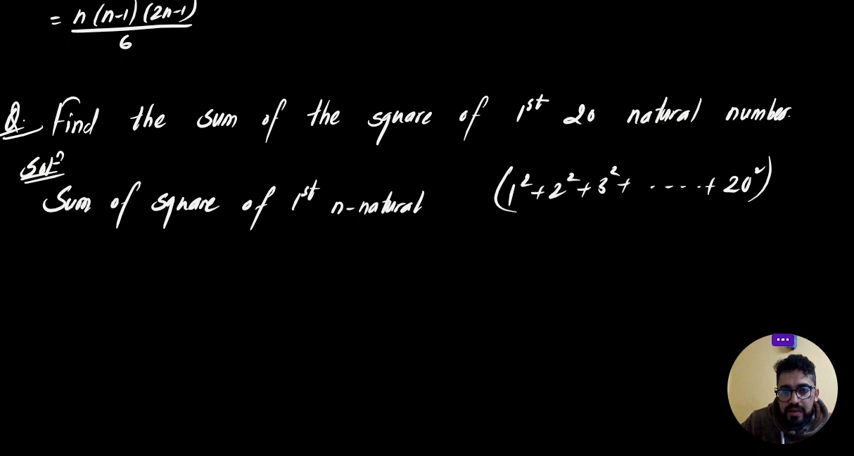 = n(n-1)(2n-1)
6
Q. Find the sum of the square of 1st 20 natural number.
Sol?
Sum of square of 1st n-natural (1²+2²+3²+ .....+ 20²)